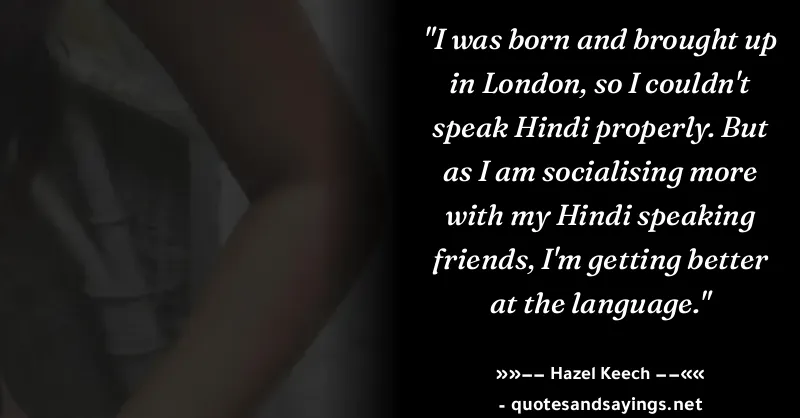 "I was born and brought up
in London, so I couldn't
speak Hindi properly. But
as I am socialising more
with my Hindi speaking
friends, I'm getting better
at the language."
»»−− Hazel Keech −−««
- quotesandsayings.net